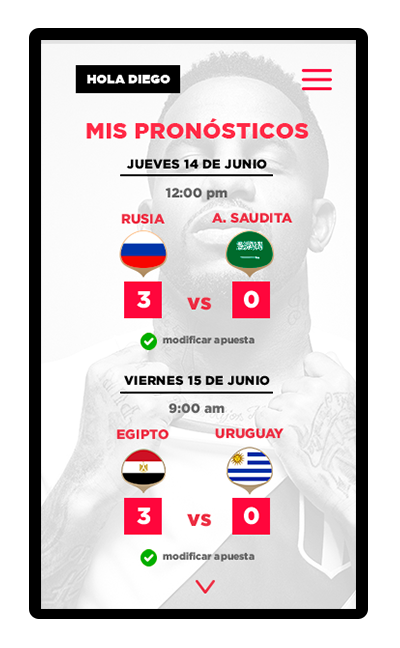 HOLA DIEGO
MIS PRONÓSTICOS
JUEVES 14 DE JUNIO
12:00 pm
RUSIA A. SAUDITA
3 VS 0
modificar apuesta
VIERNES 15 DE JUNIO
9:00 am
EGIPTO URUGUAY
3 VS 0
modificar apuesta